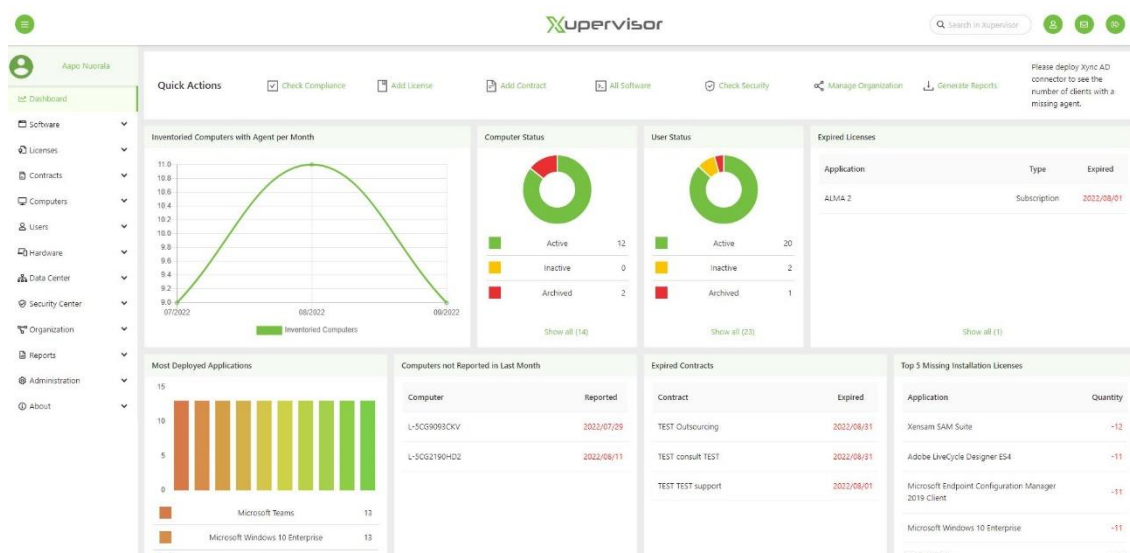 Xupervisor
Search in Xupervisor
Aapo Nuorala
Dashboard
Software
Licenses
Contracts
Computers
Users
Hardware
Data Center
Security Center
Organization
Reports
Administration
About
Quick Actions
Check Compliance
Add License
Add Contract
All Software
Check Security
Manage Organization
Generate Reports
Please deploy Xync AD
connector to see the
number of clients with a
missing agent.
Inventoried Computers with Agent per Month
11.0
10.8
10.6
10.4
10.2
10.0
9.8
9.6
9.4
9.2
9.0
07/2022 08/2022 09/2022
Inventoried Computers
Computer Status
Active 12
Inactive 0
Archived 2
Show all (14)
User Status
Active 20
Inactive 2
Archived 1
Show all (23)
Expired Licenses
Application Type Expired
ALMA 2 Subscription 2022/08/01
Show all (1)
Most Deployed Applications
15
10
5
0
Microsoft Teams 13
Microsoft Windows 10 Enterprise 13
Computers not Reported in Last Month
Computer Reported
L-5CG9093CKV 2022/07/29
L-5CG2190HD2 2022/08/11
Expired Contracts
Contract Expired
TEST Outsourcing 2022/08/31
TEST consult TEST 2022/08/31
TEST TEST support 2022/08/01
Top 5 Missing Installation Licenses
Application Quantity
Xensam SAM Suite -12
Adobe LiveCycle Designer ES4 -11
Microsoft Endpoint Configuration Manager
2019 Client -11
Microsoft Windows 10 Enterprise -11